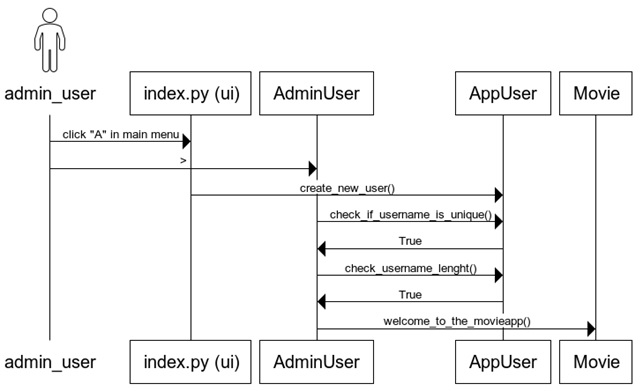 admin_user
index.py (ui)
AdminUser
AppUser
Movie
click "A" in main menu
>
create_new_user()
check_if_username_is_unique()
True
check_username_lenght()
True
welcome_to_the_movieapp()
admin_user
index.py (ui)
AdminUser
AppUser
Movie